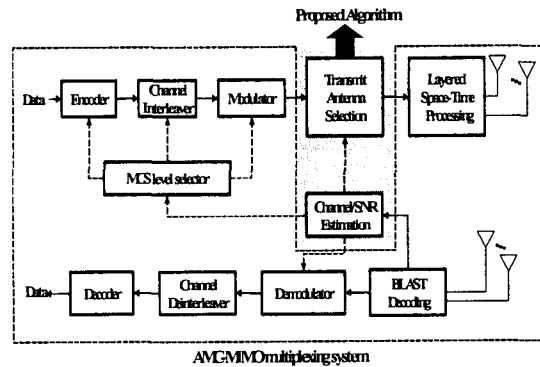 Proposed Algorithm
Data
Encoder
Channel
Interleaver
Modulator
Transmit
Antenna
Selection
Layered
Space-Time
Processing
MCS level selector
Channel/SNR
Estimation
Data
Decoder
Channel
Deinterleaver
Demodulator
BLAST
Decoding
AMC-MIMO multiplexing system